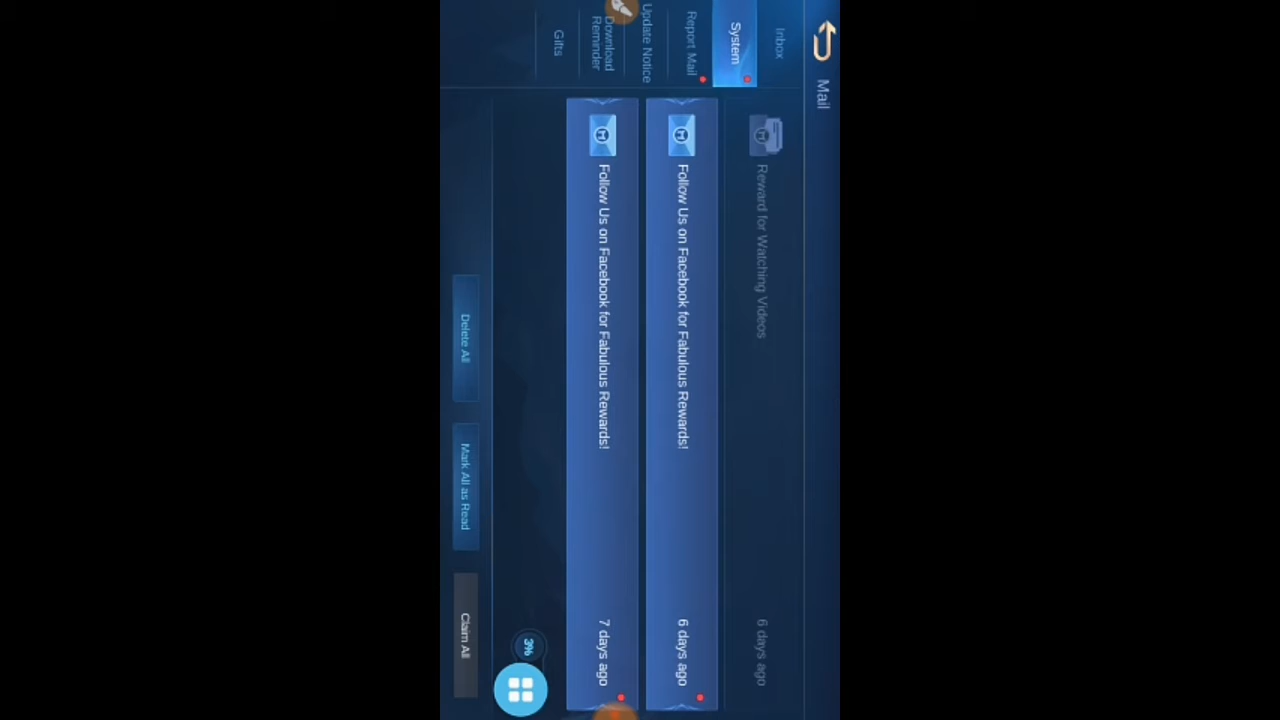 Mail
Inbox
System
Report Mail
Update Notice
Download
Reminder
Gifts
Reward for Watching Videos
6 days ago
Follow Us on Facebook for Fabulous Rewards!
6 days ago
Follow Us on Facebook for Fabulous Rewards!
7 days ago
3%
Delete All
Mark All as Read
Claim All